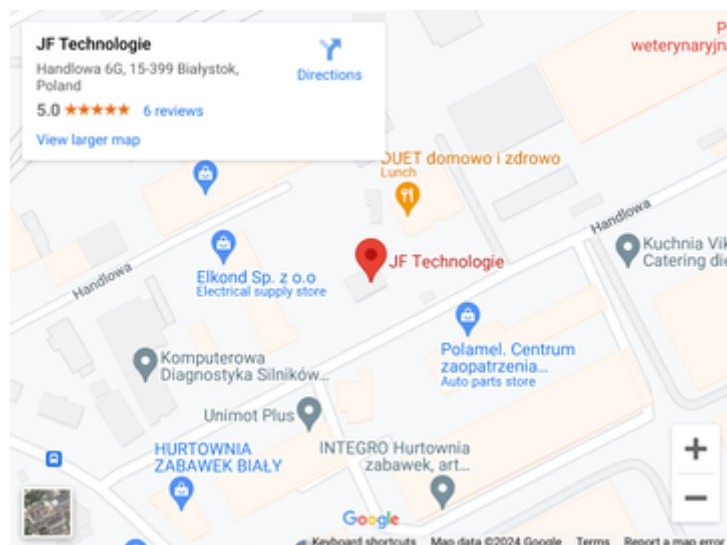 JF Technologie
Handlowa 6G, 15-399 Białystok,
Poland
Directions
5.0
6 reviews
View larger map
P
weterynaryjn
DUET domowo i zdrowo
Lunch
Handlowa
Kuchnia Vik
Catering die
JF Technologie
Elkond Sp. z o.o
Electrical supply store
Handlowa
Polamel. Centrum
zaopatrzenia...
Auto parts store
Komputerowa
Diagnostyka Silników...
Unimot Plus
HURTOWNIA
ZABAWEK BIAŁY
INTEGRO Hurtownia
zabawek, art...
Google
Keyboard shortcuts Map data ©2024 Google Terms Report a map error